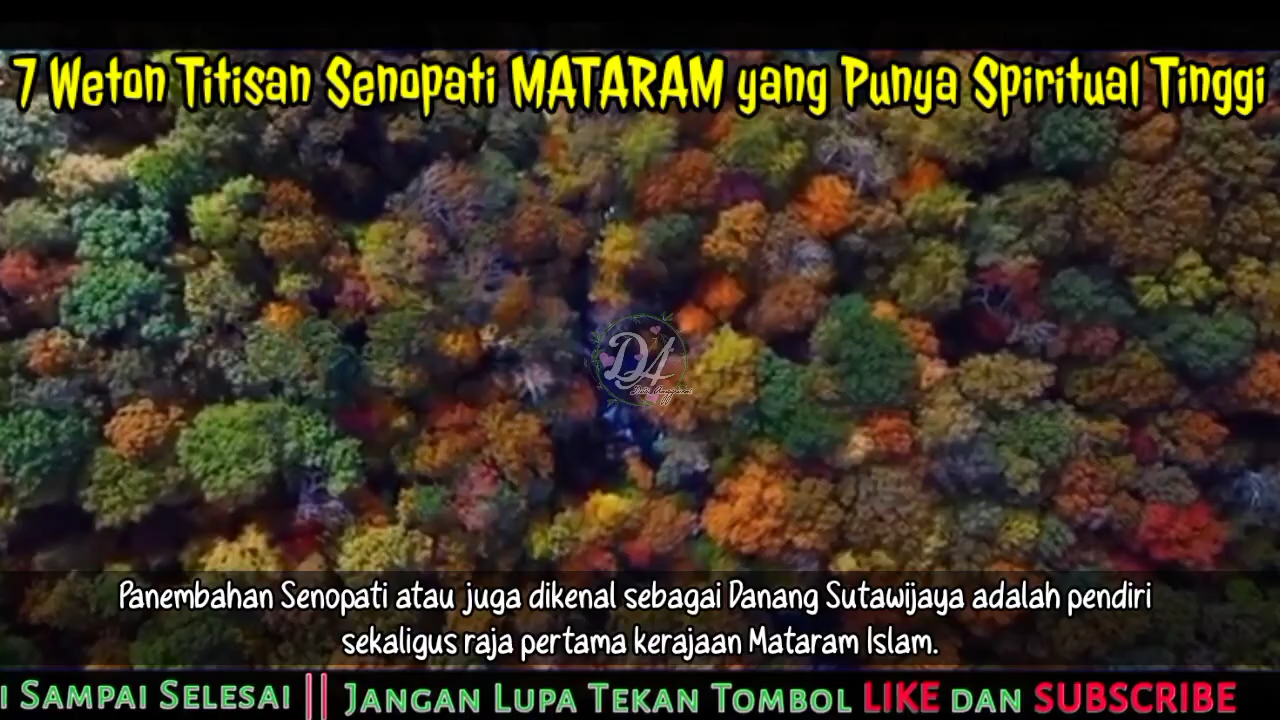 7 Weton Titisan Senopati MATARAM yang Punya Spiritual Tinggi
DA
Panembahan Senopati atau juga dikenal sebagai Danang Sutawijaya adalah pendiri
sekaligus raja pertama kerajaan Mataram Islam.
i Sampai Selesai || Jangan Lupa Tekan Tombol LIKE dan SUBSCRIBE